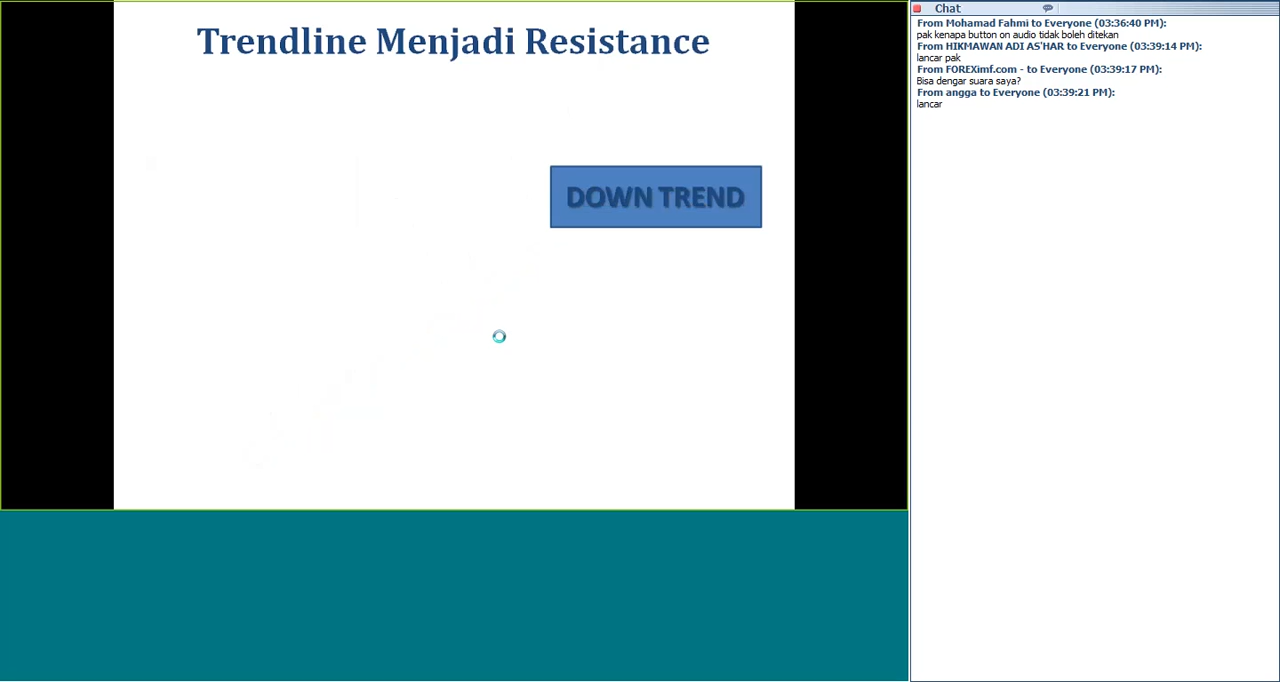 Trendline Menjadi Resistance
DOWN TREND
Chat
From Mohamad Fahmi to Everyone (03:36:40 PM):
pak kenapa button on audio tidak boleh ditekan
From HIKMAWAN ADI AS'HAR to Everyone (03:39:14 PM):
lancar pak
From FOREXimf.com - to Everyone (03:39:17 PM):
Bisa dengar suara saya?
From angga to Everyone (03:39:21 PM):
lancar